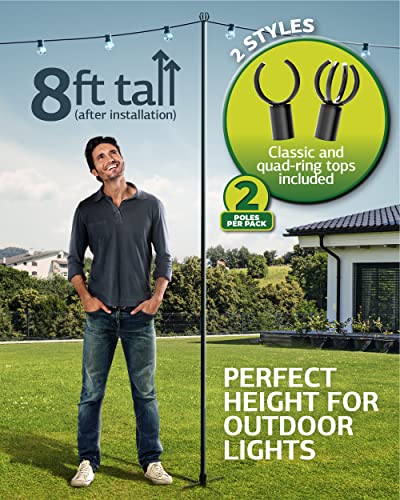 8ft tall
(after installation)
2 STYLES
Classic and
quad-ring tops
included
2
POLES
PER PACK
PERFECT
HEIGHT FOR
OUTDOOR
LIGHTS